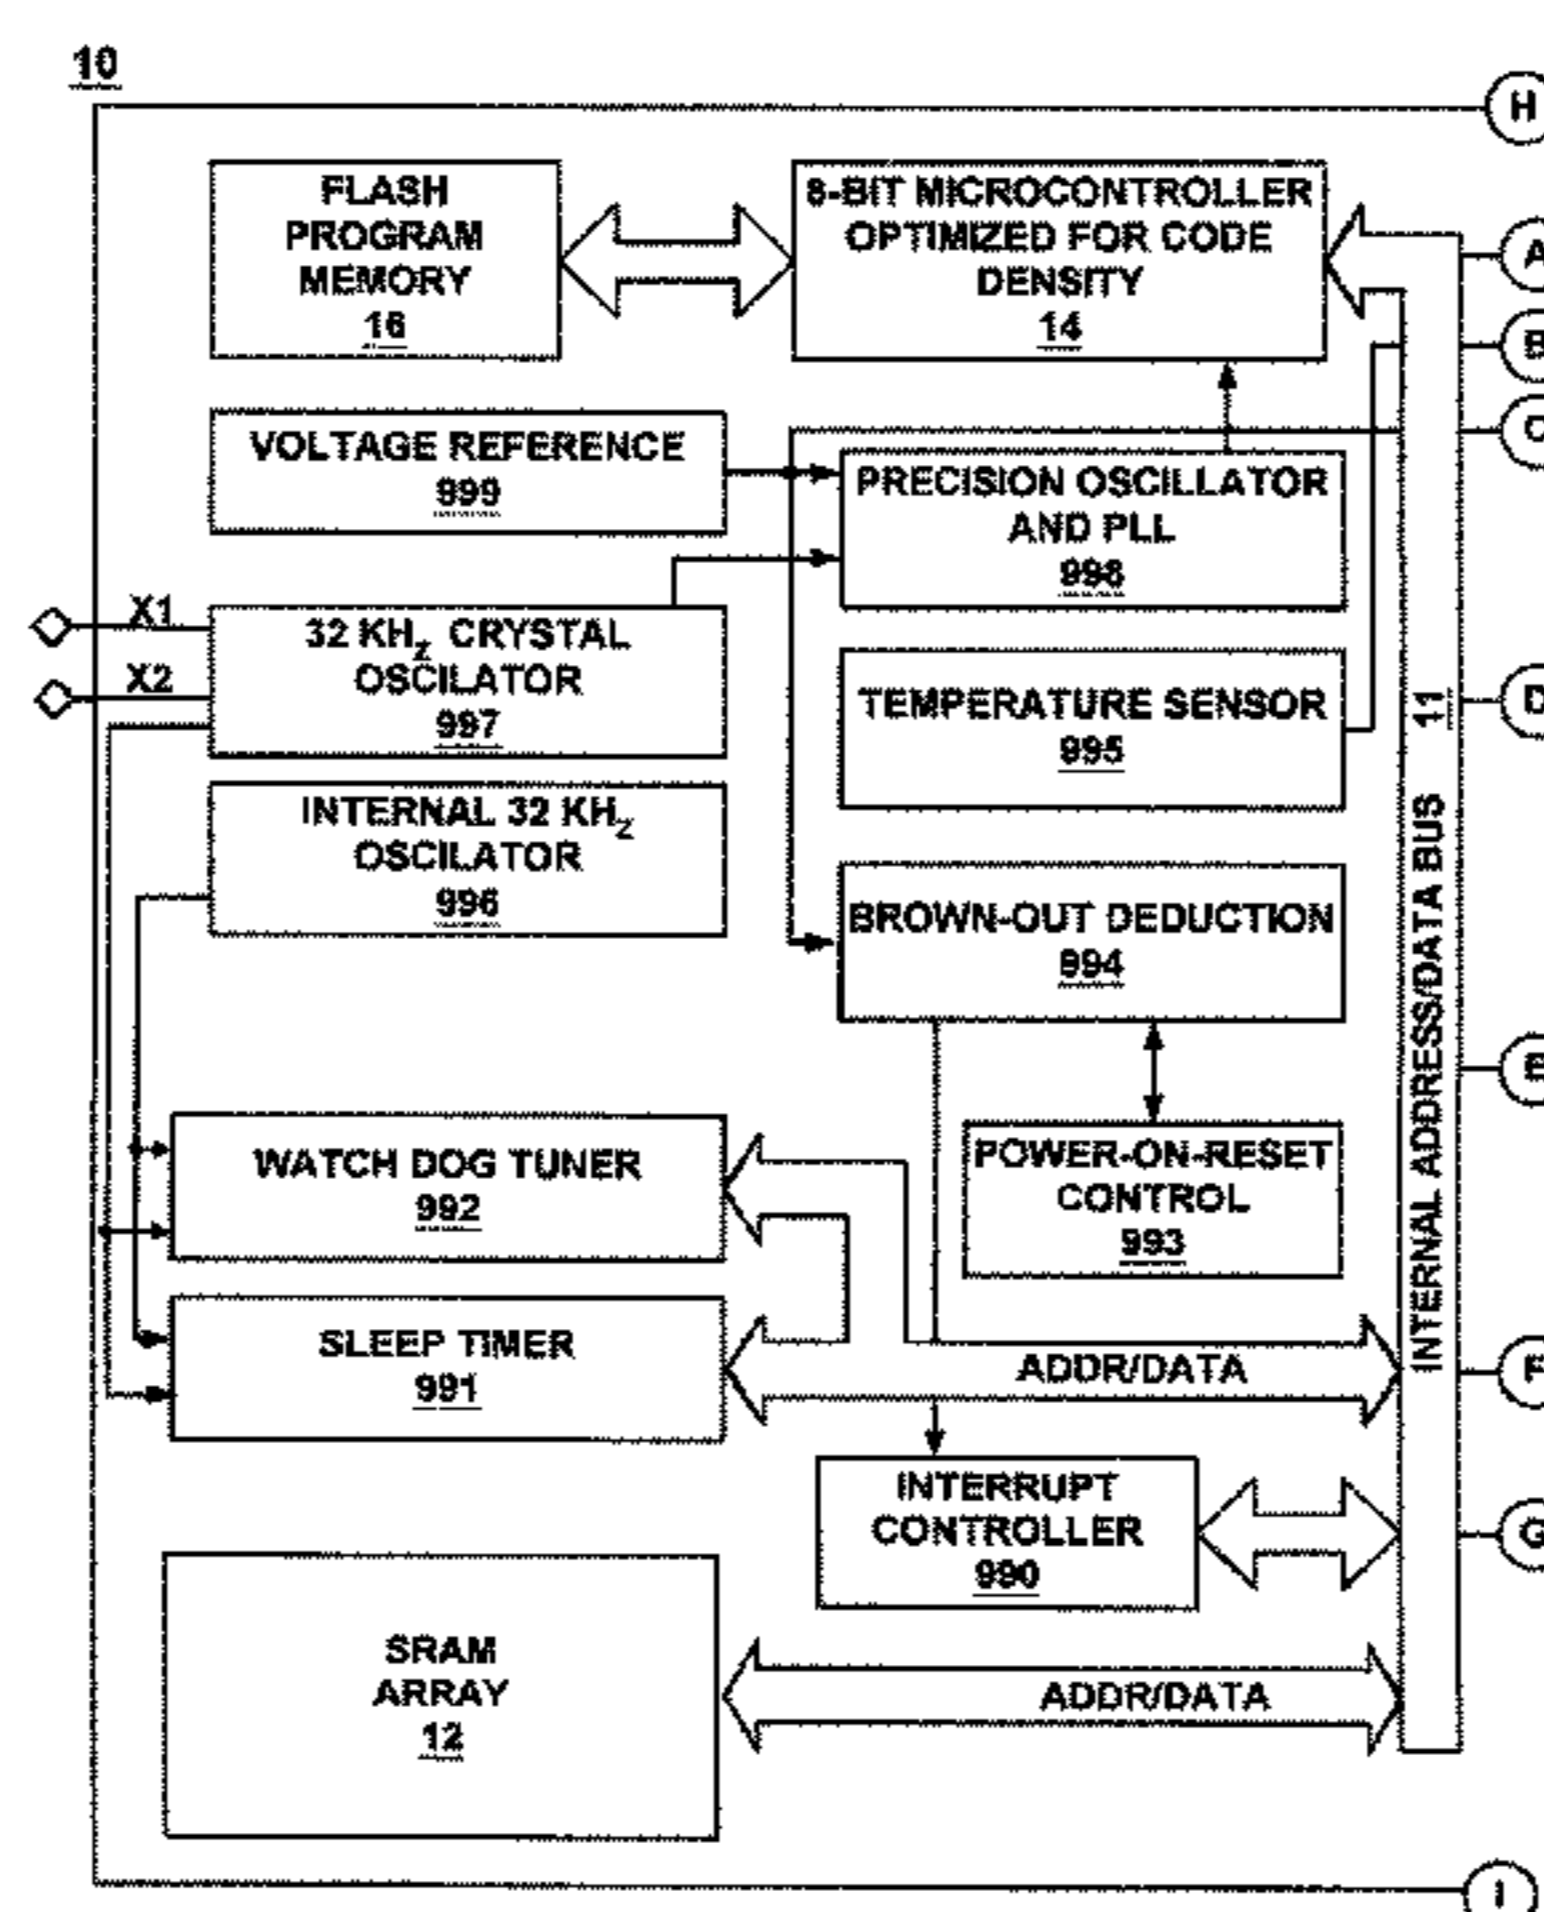 10
H
FLASH
PROGRAM
MEMORY
16
8-BIT MICROCONTROLLER
OPTIMIZED FOR CODE
DENSITY
14
A
B
C
VOLTAGE REFERENCE
999
PRECISION OSCILLATOR
AND PLL
998
X1
X2
32 KHZ CRYSTAL
OSCILATOR
997
TEMPERATURE SENSOR
995
D
INTERNAL 32 KHZ
OSCILATOR
996
BROWN-OUT DEDUCTION
994
INTERNAL ADDRESS/DATA BUS 11
E
WATCH DOG TUNER
992
POWER-ON-RESET
CONTROL
993
SLEEP TIMER
991
ADDR/DATA
F
INTERRUPT
CONTROLLER
990
G
SRAM
ARRAY
12
ADDR/DATA
I